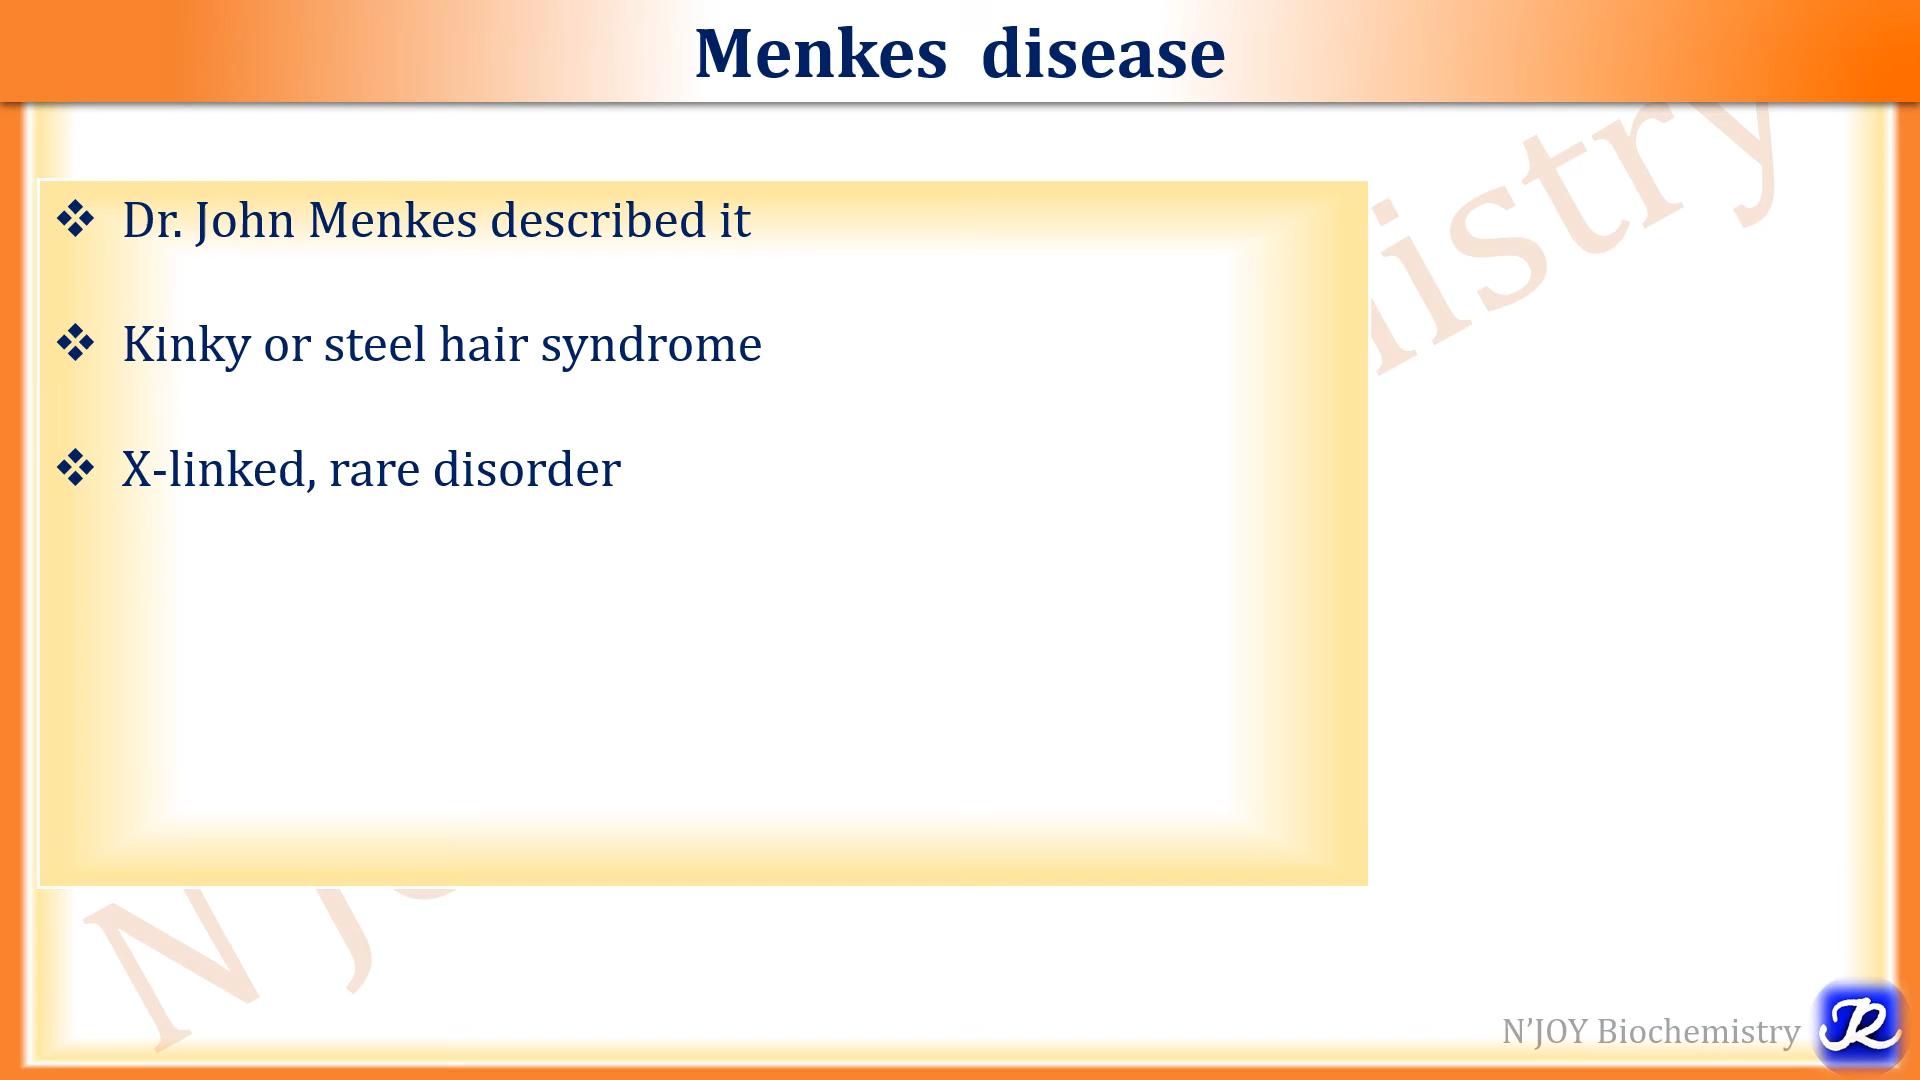 Menkes disease
❖ Dr. John Menkes described it
❖ Kinky or steel hair syndrome
❖ X-linked, rare disorder
N'JOY Biochemistry